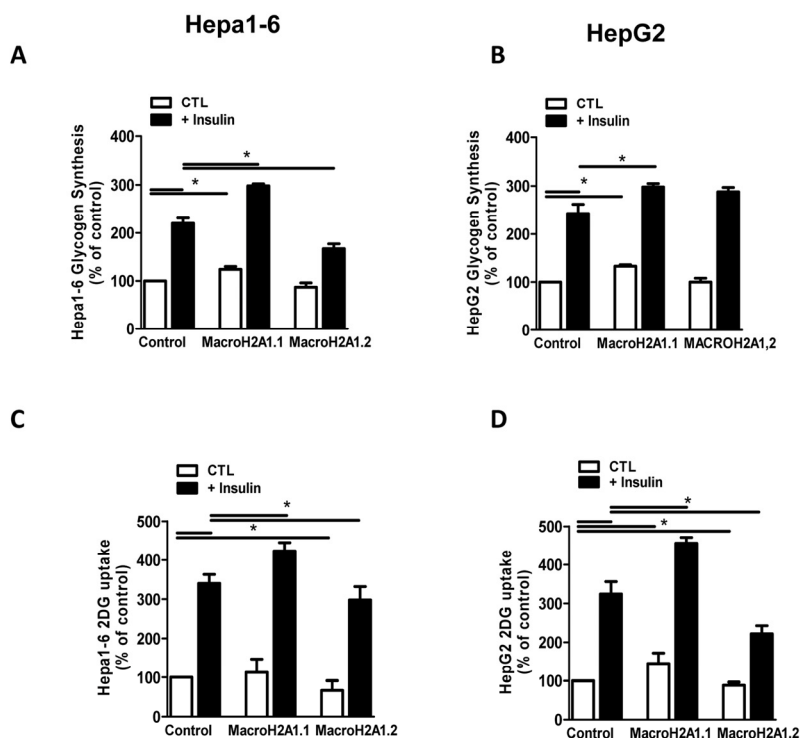 Hepa1-6
HepG2
A
CTL
+ Insulin
Hepa1-6 Glycogen Synthesis
(% of control)
400
300
200
100
0
*
*
Control MacroH2A1.1 MacroH2A1.2
B
CTL
+ Insulin
HepG2 Glycogen Synthesis
(% of control)
400
300
200
100
0
*
*
Control MacroH2A1.1 MACROH2A1,2
C
CTL
+ Insulin
Hepa1-6 2DG uptake
(% of control)
500
400
300
200
100
0
*
*
Control MacroH2A1.1 MacroH2A1.2
D
CTL
+ Insulin
HepG2 2DG uptake
(% of control)
500
400
300
200
100
0
*
*
Control MacroH2A1.1 MacroH2A1.2